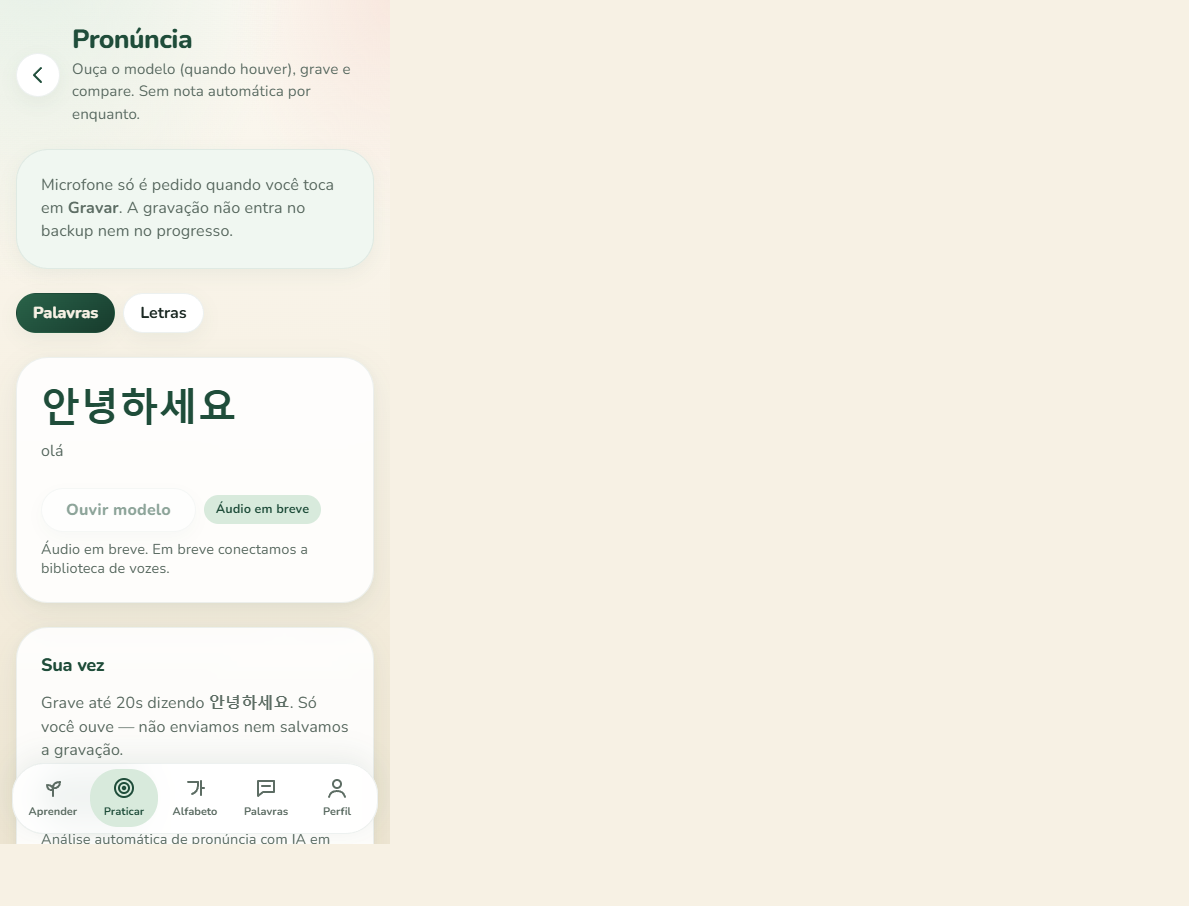 Pronúncia
Ouça o modelo (quando houver), grave e
compare. Sem nota automática por
enquanto.
Microfone só é pedido quando você toca
em Gravar. A gravação não entra no
backup nem no progresso.
Palavras
Letras
안녕하세요
olá
Ouvir modelo
Áudio em breve
Áudio em breve. Em breve conectamos a
biblioteca de vozes.
Sua vez
Grave até 20s dizendo 안녕하세요. Só
você ouve — não enviamos nem salvamos
a gravação.
가
Aprender
Praticar
Alfabeto
Palavras
Perfil
Análise automática de pronúncia com IA em